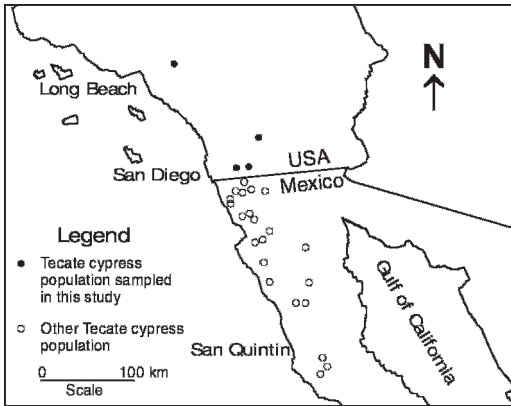 Long Beach
N
San Diego
USA
Mexico
Legend
Tecate cypress
population sampled
in this study
Other Tecate cypress
population
San Quintin
Gulf of California
0 100 km
Scale